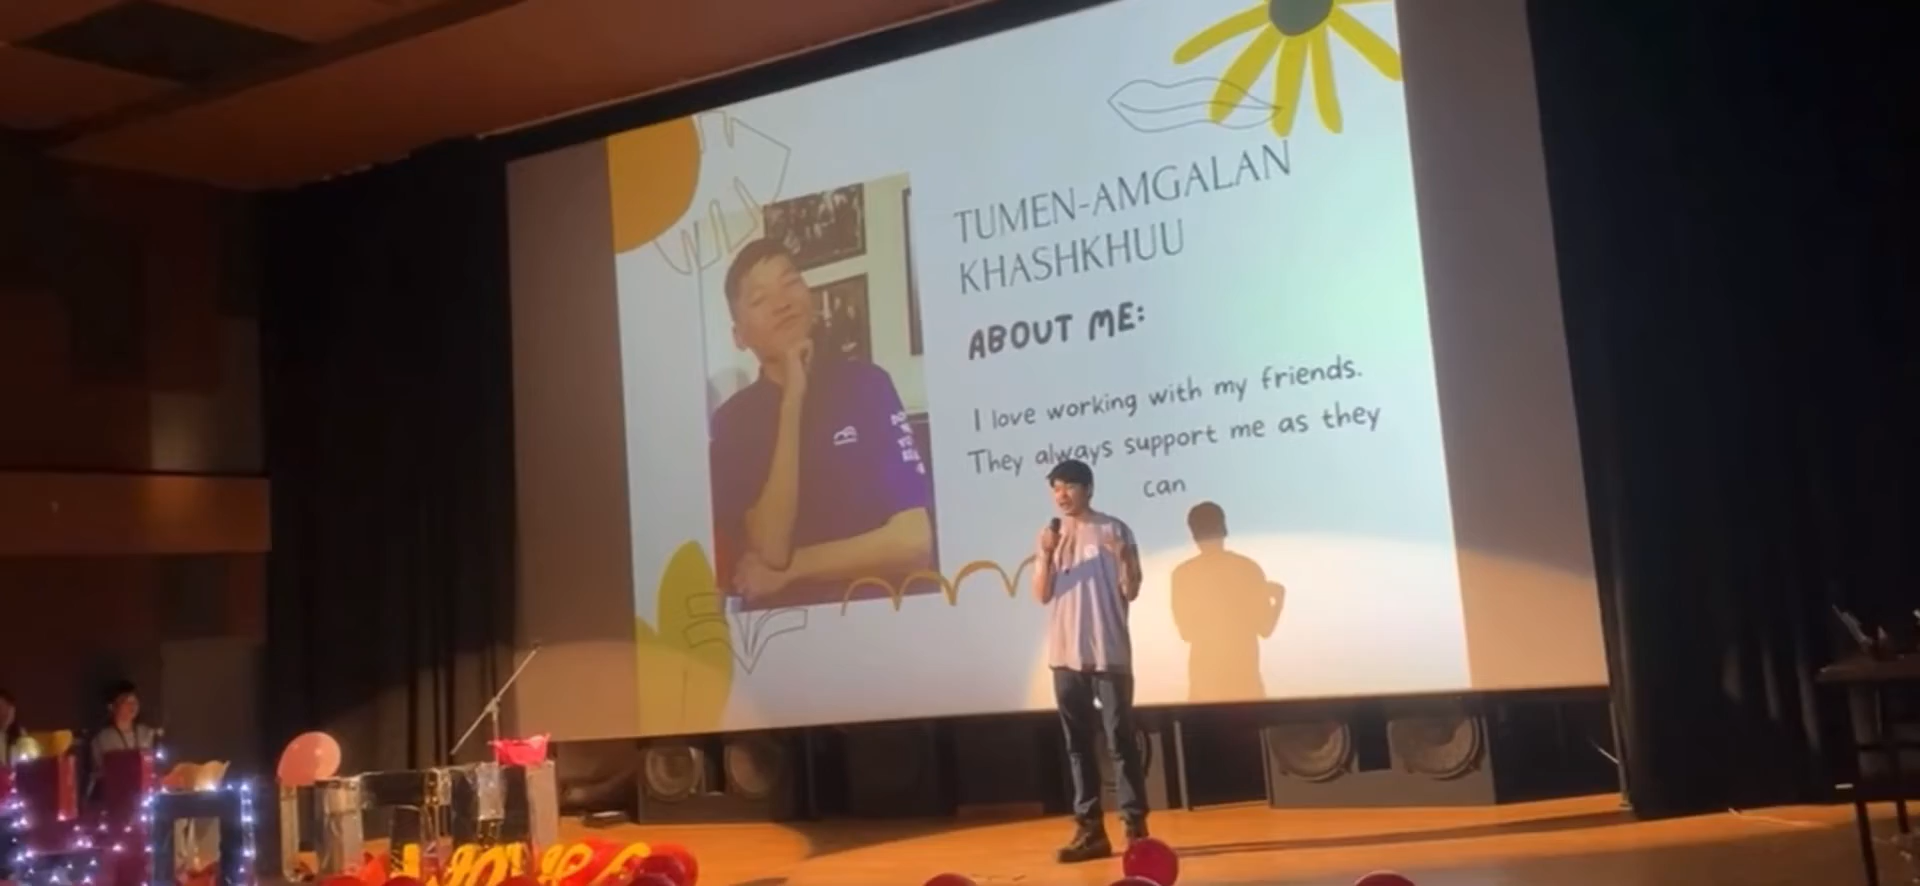 TUMEN-AMGALAN
KHASHKHUU
ABOUT ME:
I love working with my friends.
They always support me as they
can